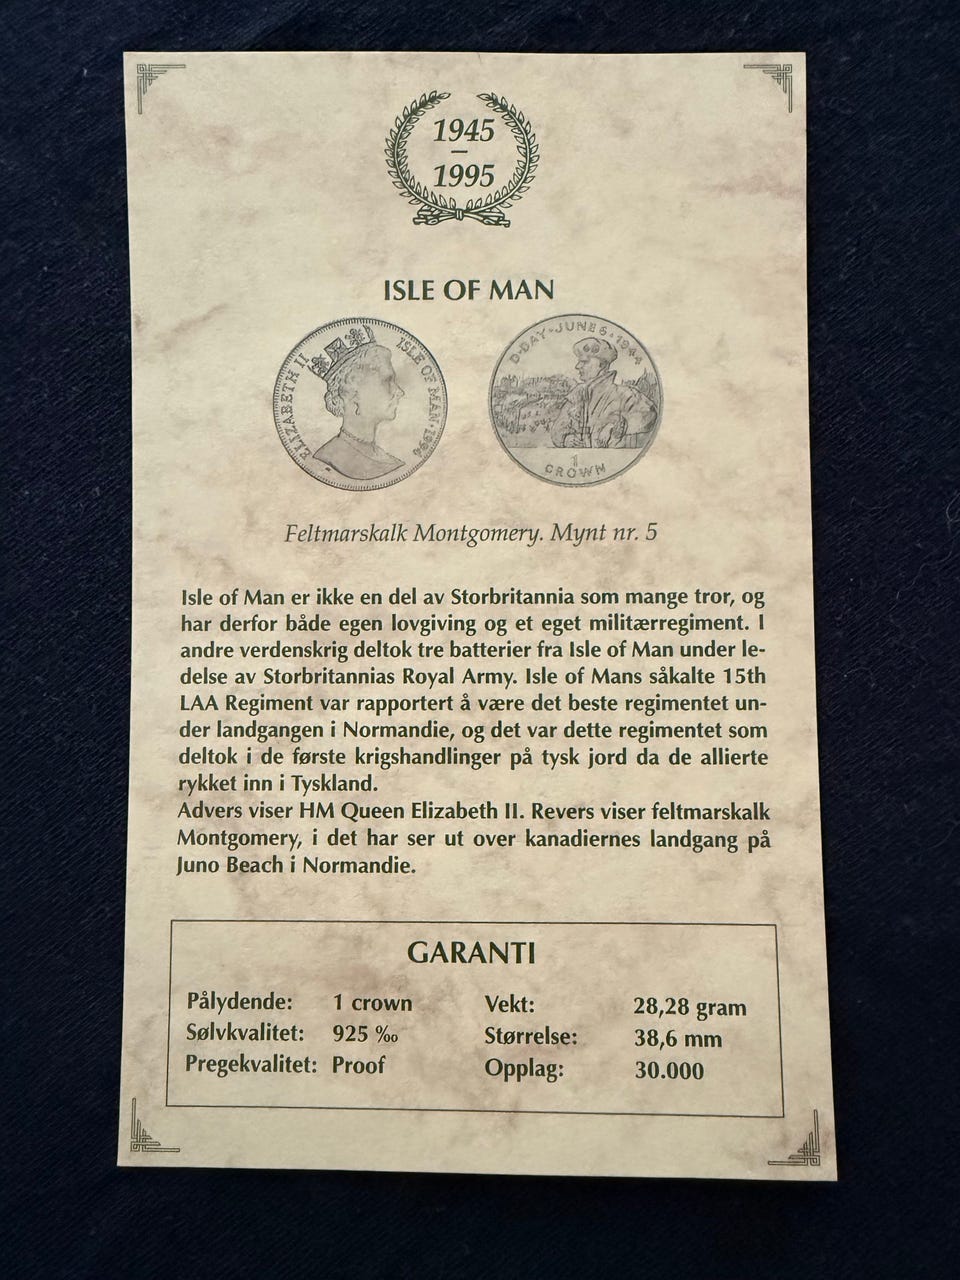 1945
–
1995
ISLE OF MAN
ELIZABETH II
ISLE OF MAN · 1994
D-DAY · JUNE 6 · 1944
1
CROWN
Feltmarskalk Montgomery. Mynt nr. 5
Isle of Man er ikke en del av Storbritannia som mange tror, og
har derfor både egen lovgiving og et eget militærregiment. I
andre verdenskrig deltok tre batterier fra Isle of Man under le-
delse av Storbritannias Royal Army. Isle of Mans såkalte 15th
LAA Regiment var rapportert å være det beste regimentet un-
der landgangen i Normandie, og det var dette regimentet som
deltok i de første krigshandlinger på tysk jord da de allierte
rykket inn i Tyskland.
Advers viser HM Queen Elizabeth II. Revers viser feltmarskalk
Montgomery, i det har ser ut over kanadiernes landgang på
Juno Beach i Normandie.
GARANTI
Pålydende: 1 crown Vekt: 28,28 gram
Sølvkvalitet: 925 ‰ Størrelse: 38,6 mm
Pregekvalitet: Proof Opplag: 30.000